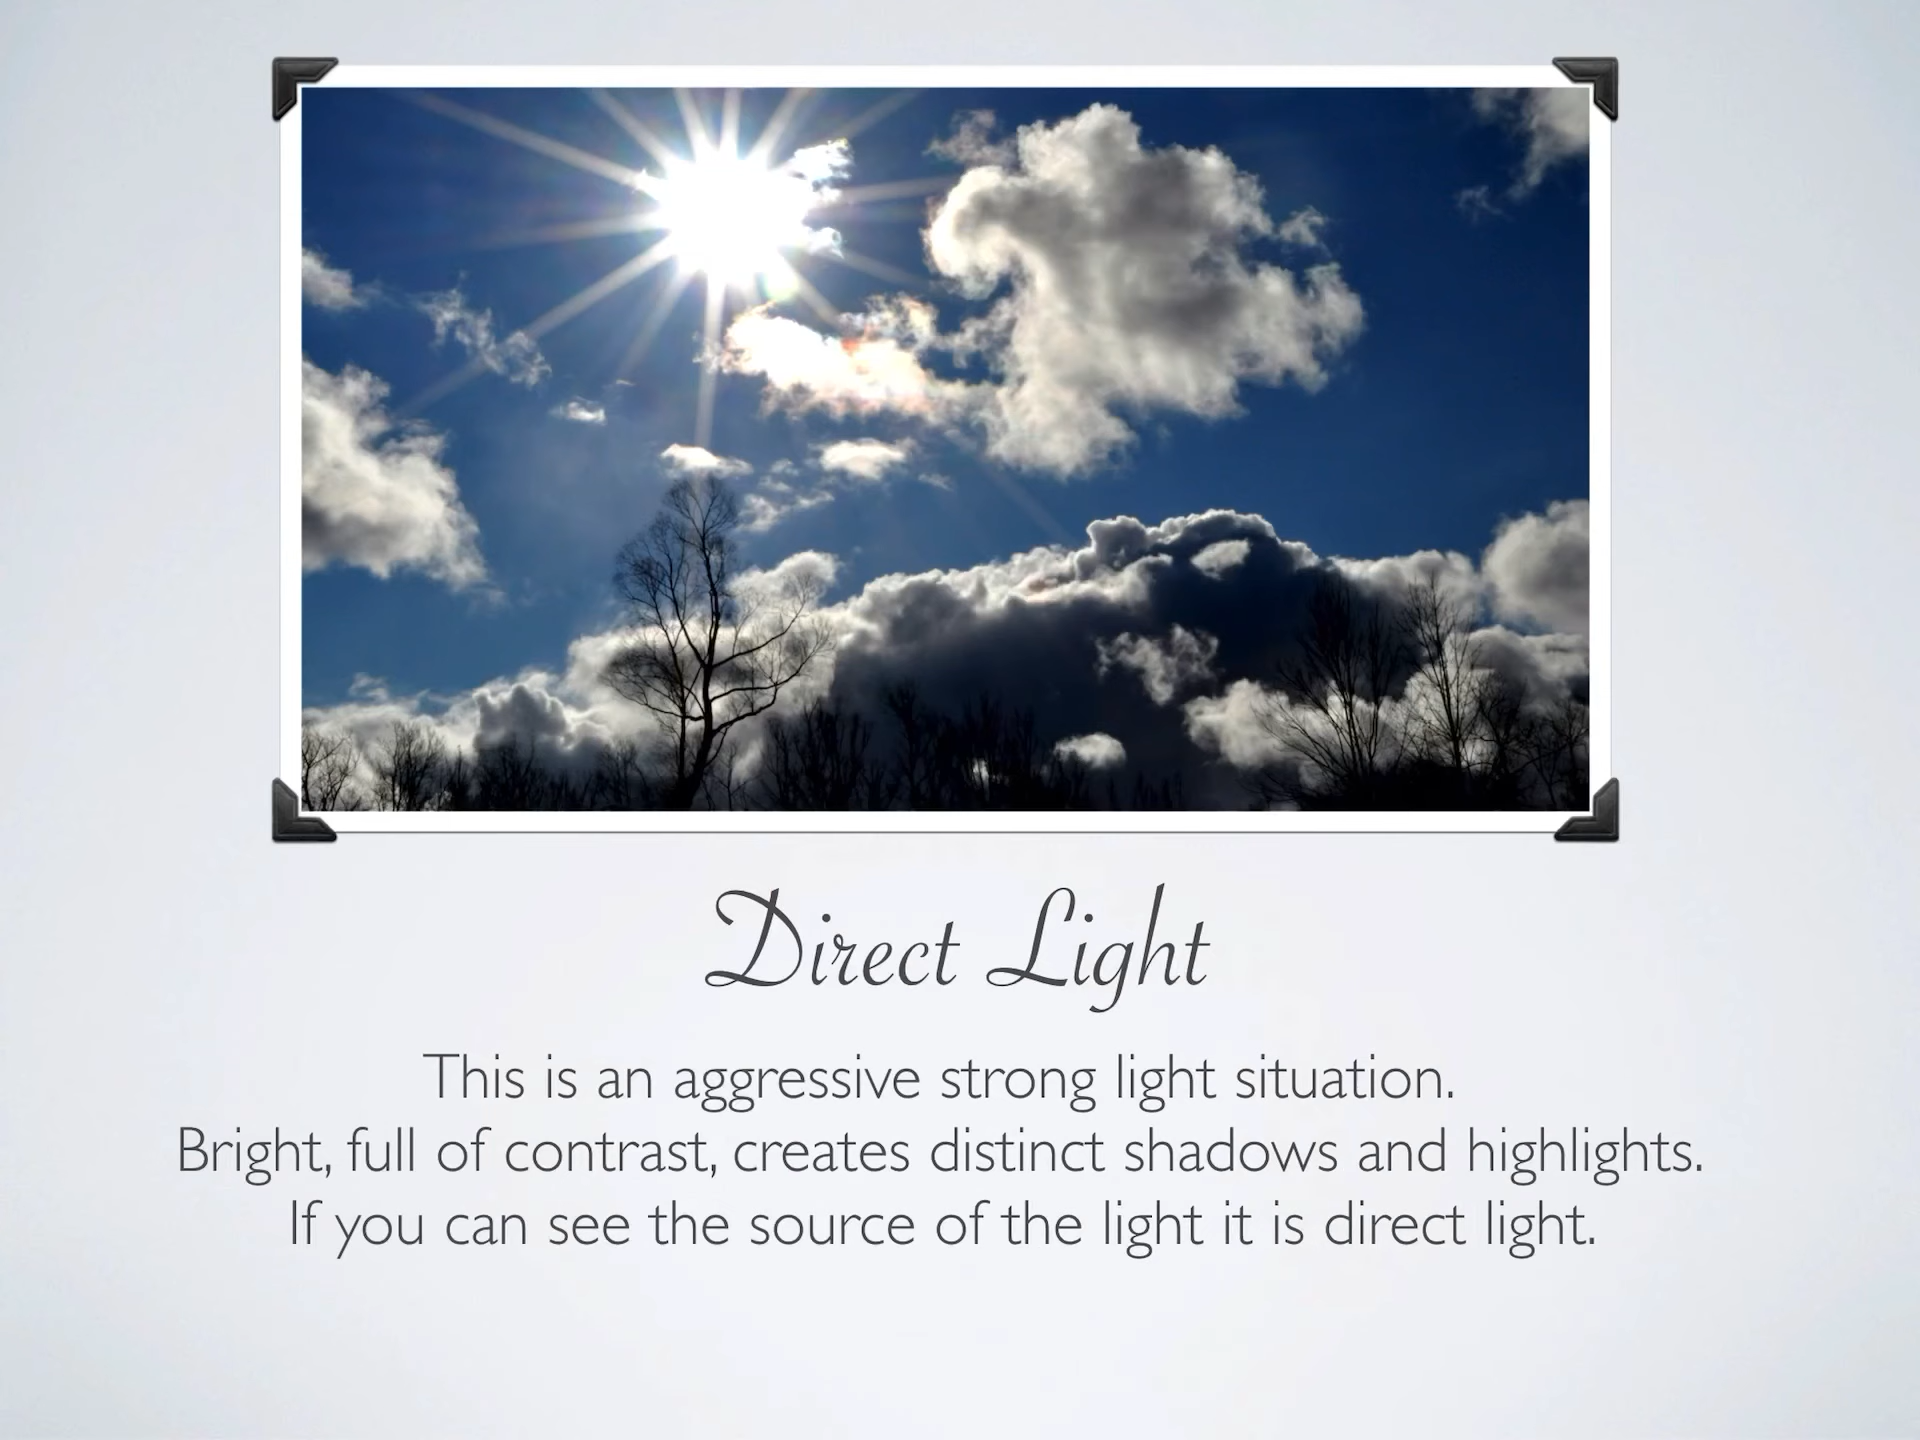 Direct Light
This is an aggressive strong light situation.
Bright, full of contrast, creates distinct shadows and highlights.
If you can see the source of the light it is direct light.